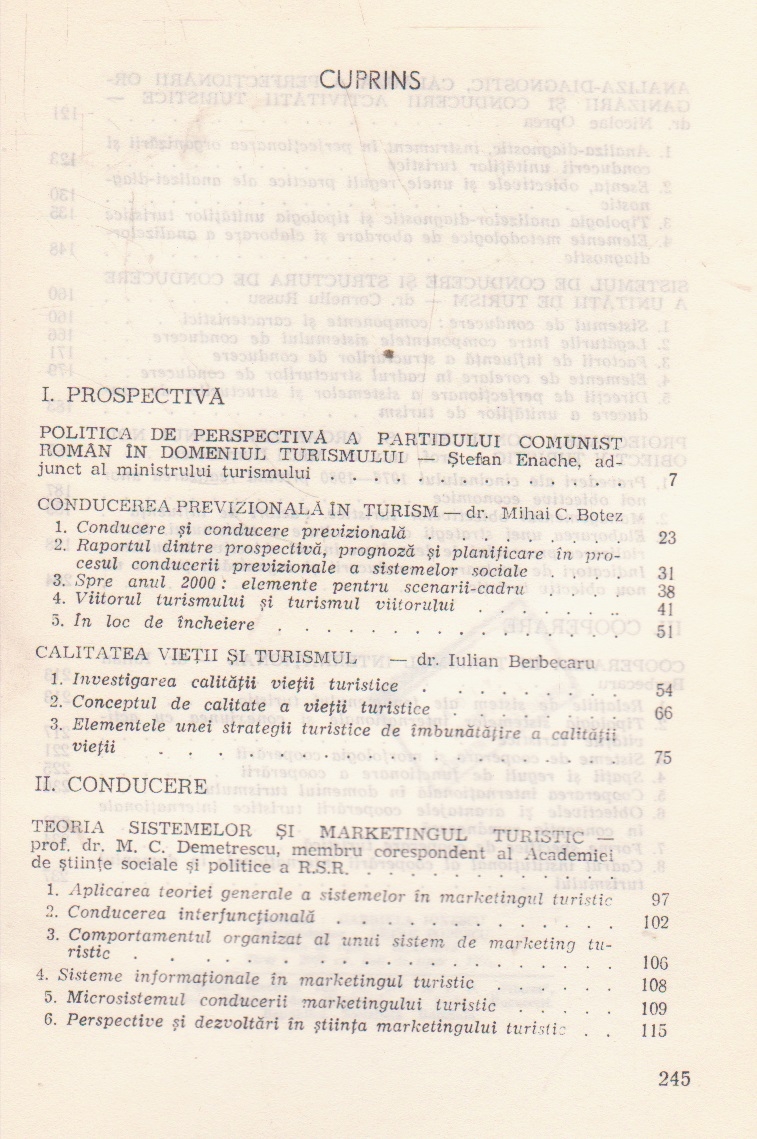 CUPRINS
I. PROSPECTIVĂ
POLITICA DE PERSPECTIVĂ A PARTIDULUI COMUNIST
ROMÂN ÎN DOMENIUL TURISMULUI — Ștefan Enache, ad-
junct al ministrului turismului . . . . . . . . . . . . . 7
CONDUCEREA PREVIZIONALĂ ÎN TURISM — dr. Mihai C. Botez
1. Conducere și conducere previzională . . . . . . . . 23
2. Raportul dintre prospectivă, prognoză și planificare în pro-
cesul conducerii previzionale a sistemelor sociale . . . . 31
3. Spre anul 2000 : elemente pentru scenarii-cadru . . . . 38
4. Viitorul turismului și turismul viitorului . . . . . . . 41
5. In loc de încheiere . . . . . . . . . . . . . . 51
CALITATEA VIEȚII ȘI TURISMUL — dr. Iulian Berbecaru
1. Investigarea calității vieții turistice . . . . . . . . 54
2. Conceptul de calitate a vieții turistice . . . . . . . 66
3. Elementele unei strategii turistice de îmbunătățire a calității
vieții . . . . . . . . . . . . . . . . . . . 75
II. CONDUCERE
TEORIA SISTEMELOR ȘI MARKETINGUL TURISTIC —
prof. dr. M. C. Demetrescu, membru corespondent al Academiei
de științe sociale și politice a R.S.R. . . . . . . . . . . .
1. Aplicarea teoriei generale a sistemelor în marketingul turistic 97
2. Conducerea interfuncțională . . . . . . . . . . . . 102
3. Comportamentul organizat al unui sistem de marketing tu-
ristic . . . . . . . . . . . . . . . . . . . 106
4. Sisteme informaționale în marketingul turistic . . . . . . 108
5. Microsistemul conducerii marketingului turistic . . . . . 109
6. Perspective și dezvoltări în știința marketingului turistic . . 115
245